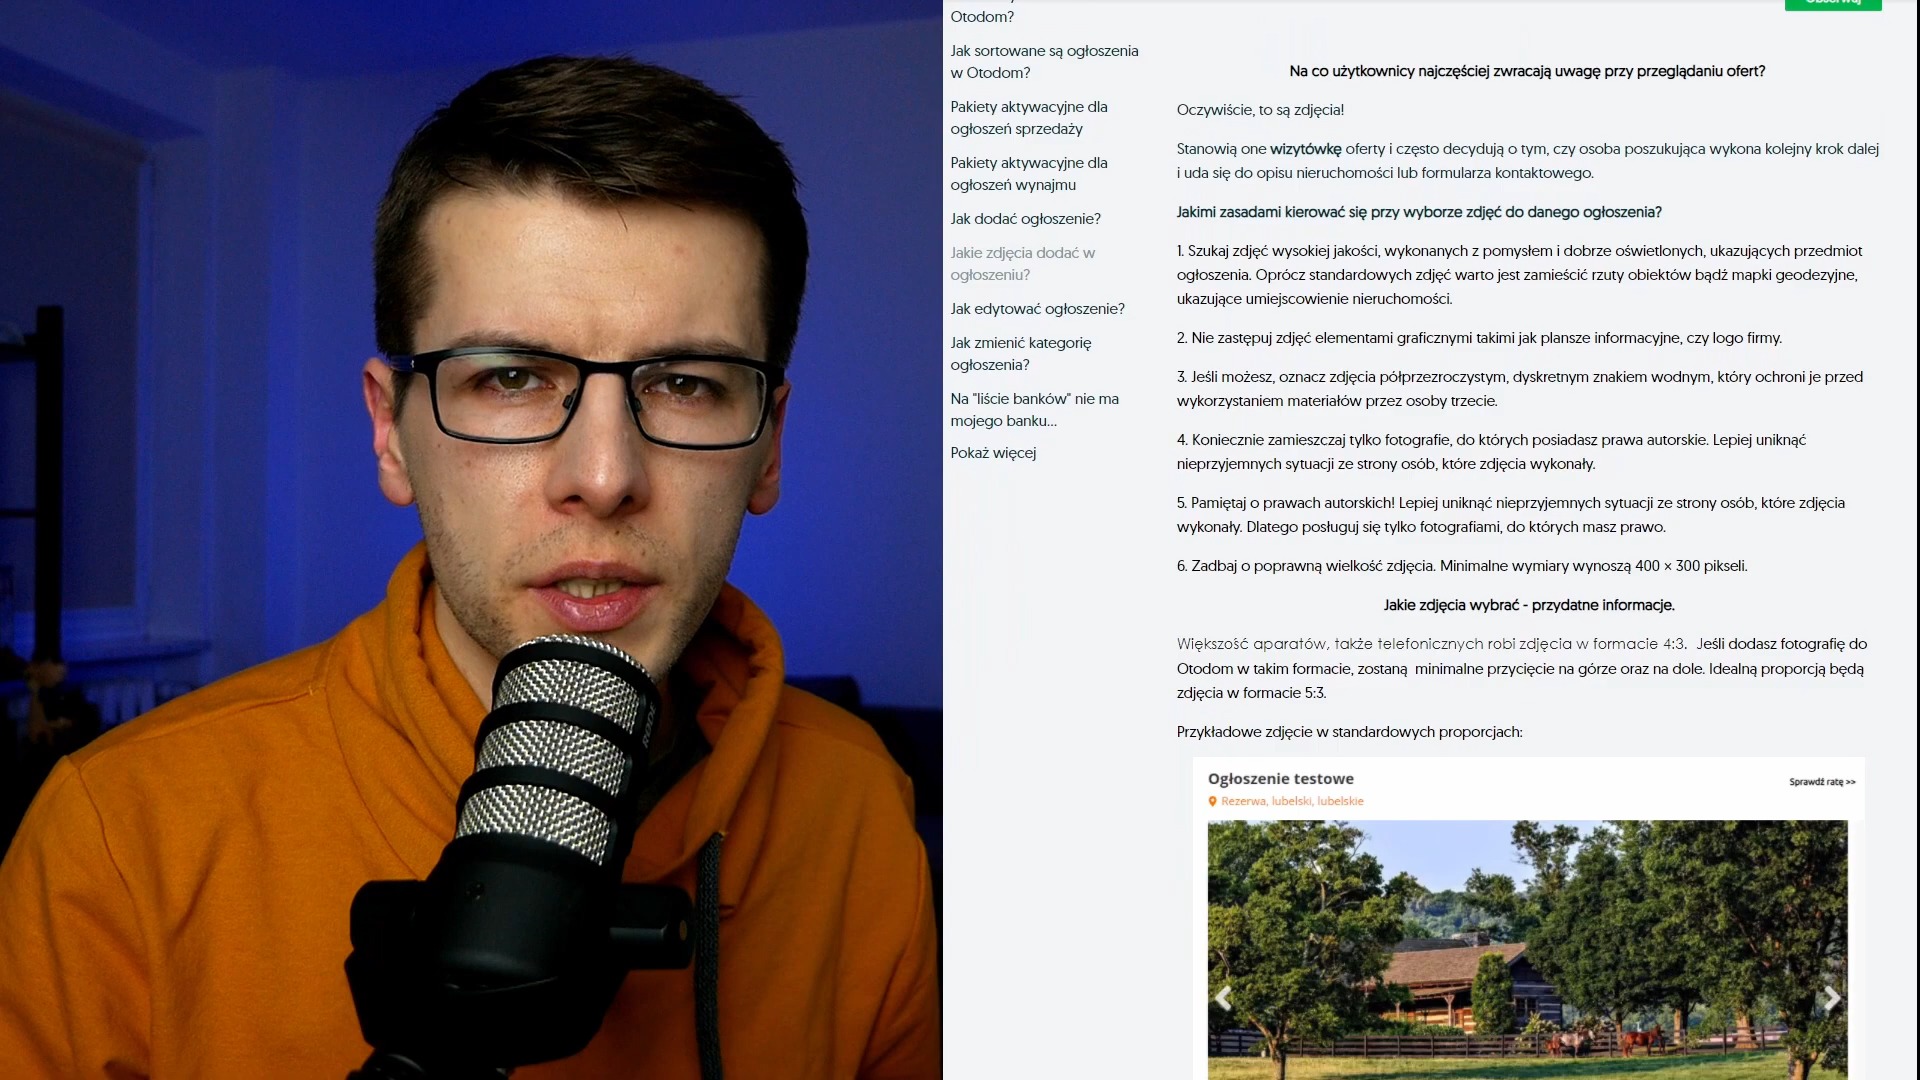 Otodom?
Jak sortowane są ogłoszenia
w Otodom?
Pakiety aktywacyjne dla
ogłoszeń sprzedaży
Pakiety aktywacyjne dla
ogłoszeń wynajmu
Jak dodać ogłoszenie?
Jakie zdjęcia dodać w
ogłoszeniu?
Jak edytować ogłoszenie?
Jak zmienić kategorię
ogłoszenia?
Na "liście banków" nie ma
mojego banku...
Pokaż więcej
Obserwuj
Na co użytkownicy najczęściej zwracają uwagę przy przeglądaniu ofert?
Oczywiście, to są zdjęcia!
Stanowią one wizytówkę oferty i często decydują o tym, czy osoba poszukująca wykona kolejny krok dalej
i uda się do opisu nieruchomości lub formularza kontaktowego.
Jakimi zasadami kierować się przy wyborze zdjęć do danego ogłoszenia?
1. Szukaj zdjęć wysokiej jakości, wykonanych z pomysłem i dobrze oświetlonych, ukazujących przedmiot
ogłoszenia. Oprócz standardowych zdjęć warto jest zamieścić rzuty obiektów bądź mapki geodezyjne,
ukazujące umiejscowienie nieruchomości.
2. Nie zastępuj zdjęć elementami graficznymi takimi jak plansze informacyjne, czy logo firmy.
3. Jeśli możesz, oznacz zdjęcia półprzezroczystym, dyskretnym znakiem wodnym, który ochroni je przed
wykorzystaniem materiałów przez osoby trzecie.
4. Koniecznie zamieszczaj tylko fotografie, do których posiadasz prawa autorskie. Lepiej uniknąć
nieprzyjemnych sytuacji ze strony osób, które zdjęcia wykonały.
5. Pamiętaj o prawach autorskich! Lepiej uniknąć nieprzyjemnych sytuacji ze strony osób, które zdjęcia
wykonały. Dlatego posługuj się tylko fotografiami, do których masz prawo.
6. Zadbaj o poprawną wielkość zdjęcia. Minimalne wymiary wynoszą 400 × 300 pikseli.
Jakie zdjęcia wybrać - przydatne informacje.
Większość aparatów, także telefonicznych robi zdjęcia w formacie 4:3. Jeśli dodasz fotografię do
Otodom w takim formacie, zostaną minimalne przycięcie na górze oraz na dole. Idealną proporcją będą
zdjęcia w formacie 5:3.
Przykładowe zdjęcie w standardowych proporcjach:
Ogłoszenie testowe
Sprawdź ratę >>
Rezerwa, lubelski, lubelskie
RØDE